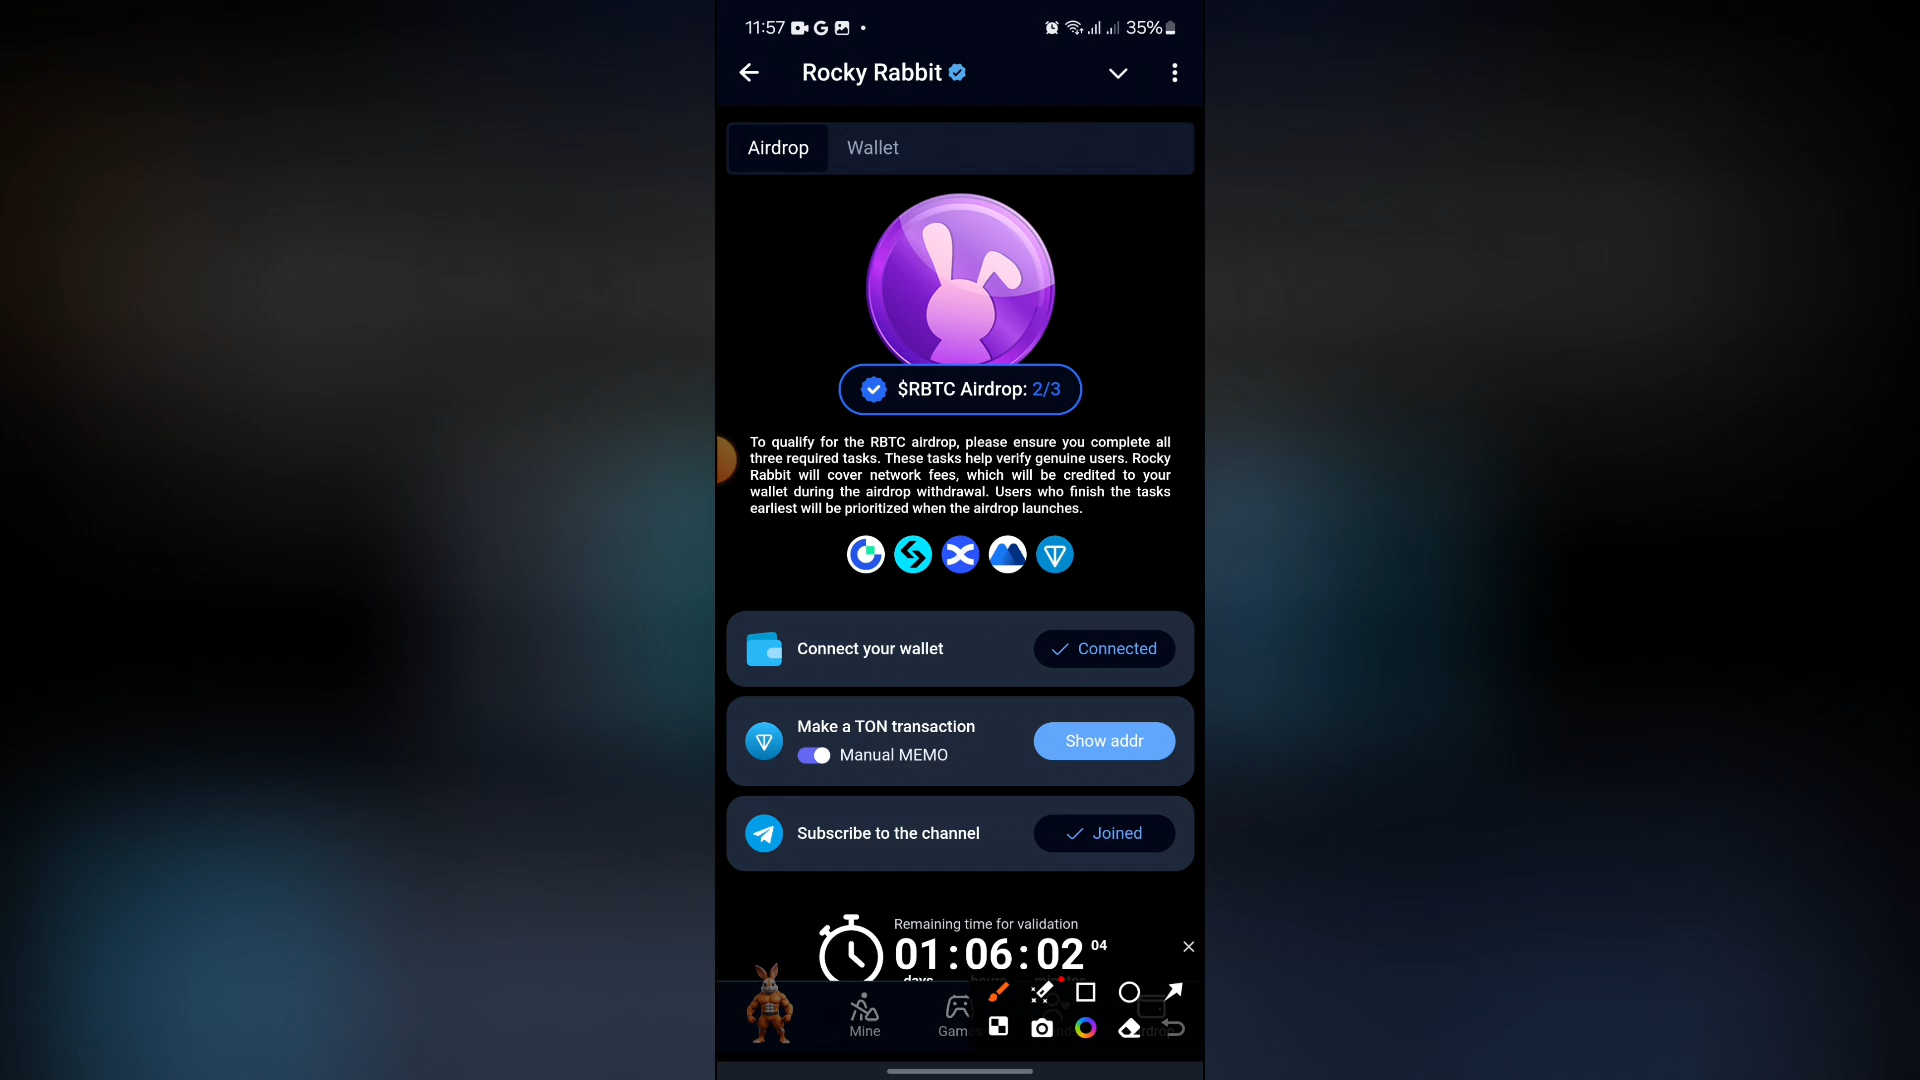 11:57
35%
Rocky Rabbit
Airdrop
Wallet
$RBTC Airdrop: 2/3
To qualify for the RBTC airdrop, please ensure you complete all
three required tasks. These tasks help verify genuine users. Rocky
Rabbit will cover network fees, which will be credited to your
wallet during the airdrop withdrawal. Users who finish the tasks
earliest will be prioritized when the airdrop launches.
Connect your wallet
Connected
Make a TON transaction
Manual MEMO
Show addr
Subscribe to the channel
Joined
Remaining time for validation
01:06:02 04
days
Mine